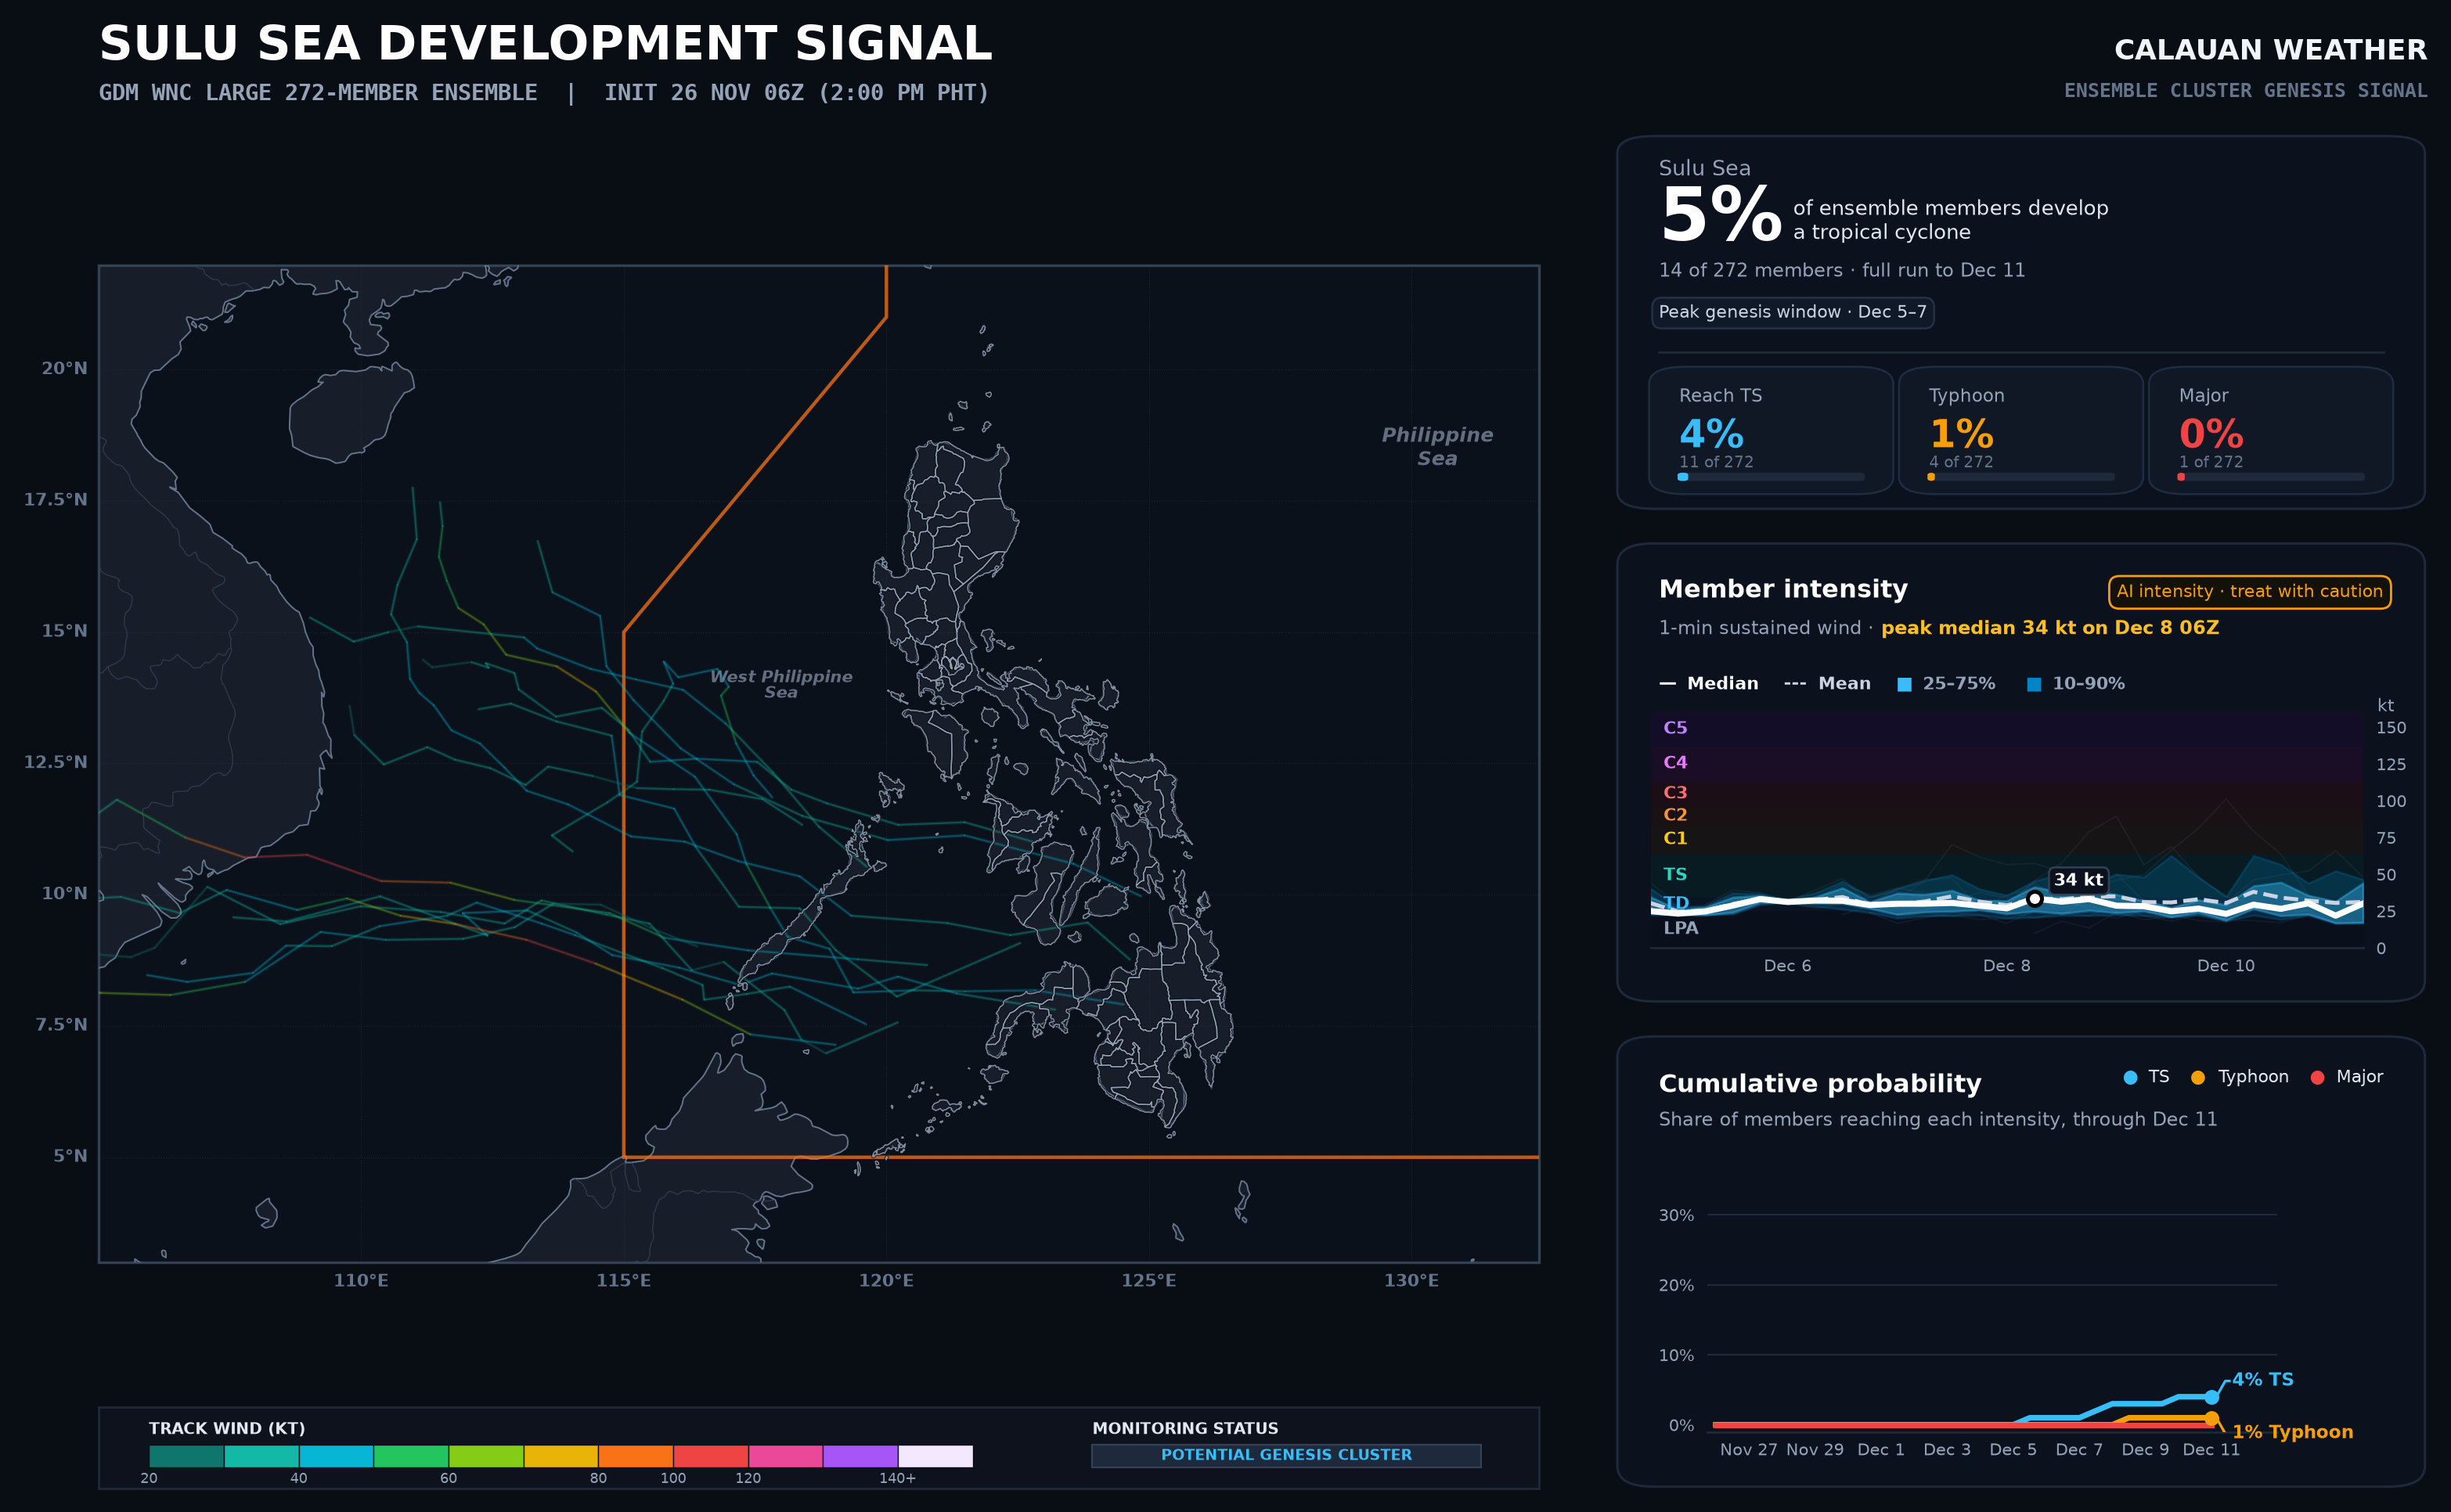 SULU SEA DEVELOPMENT SIGNAL
GDM WNC LARGE 272-MEMBER ENSEMBLE | INIT 26 NOV 06Z (2:00 PM PHT)
CALAUAN WEATHER
ENSEMBLE CLUSTER GENESIS SIGNAL
20°N
17.5°N
15°N
12.5°N
10°N
7.5°N
5°N
110°E
115°E
120°E
125°E
130°E
Philippine
Sea
West Philippine
Sea
TRACK WIND (KT)
20
40
60
80
100
120
140+
MONITORING STATUS
POTENTIAL GENESIS CLUSTER
Sulu Sea
5% of ensemble members develop
a tropical cyclone
14 of 272 members · full run to Dec 11
Peak genesis window · Dec 5–7
Reach TS
4%
11 of 272
Typhoon
1%
4 of 272
Major
0%
1 of 272
Member intensity
AI intensity · treat with caution
1-min sustained wind · peak median 34 kt on Dec 8 06Z
Median
Mean
25–75%
10–90%
kt
C5
C4
C3
C2
C1
TS
TD
LPA
34 kt
150
125
100
75
50
25
0
Dec 6
Dec 8
Dec 10
Cumulative probability
TS
Typhoon
Major
Share of members reaching each intensity, through Dec 11
30%
20%
10%
0%
4% TS
1% Typhoon
Nov 27
Nov 29
Dec 1
Dec 3
Dec 5
Dec 7
Dec 9
Dec 11